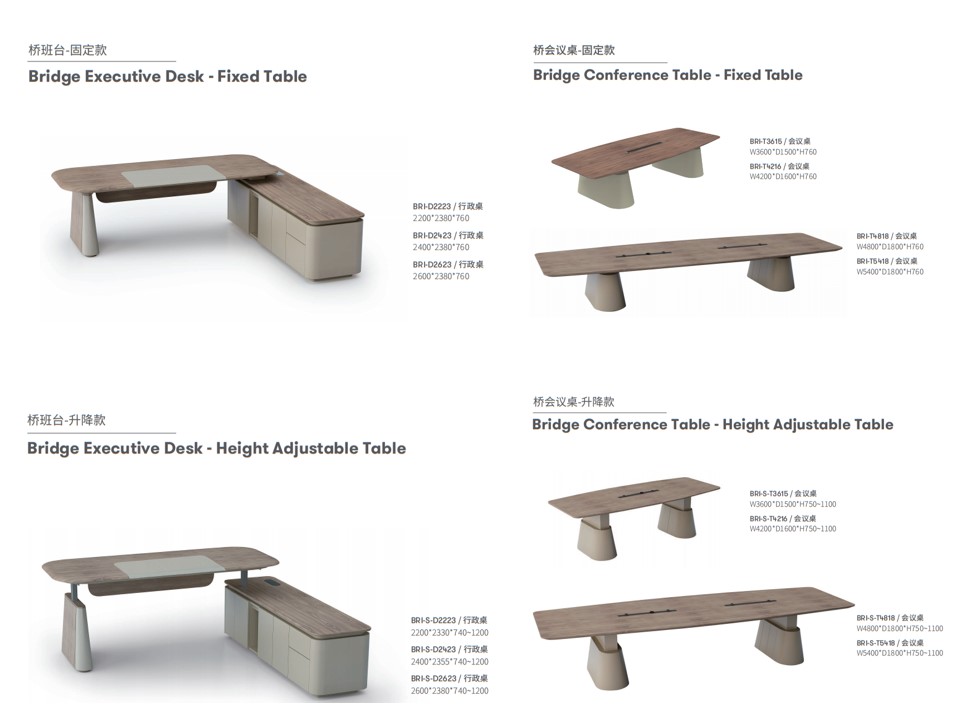 桥班台-固定款
Bridge Executive Desk - Fixed Table
BRI-D2223 / 行政桌
2200*2380*760
BRI-D2423 / 行政桌
2400*2380*760
BRI-D2623 / 行政桌
2600*2380*760
桥会议桌-固定款
Bridge Conference Table - Fixed Table
BRI-T3615 / 会议桌
W3600*D1500*H760
BRI-T4216 / 会议桌
W4200*D1600*H760
BRI-T4818 / 会议桌
W4800*D1800*H760
BRI-T5418 / 会议桌
W5400*D1800*H760
桥班台-升降款
Bridge Executive Desk - Height Adjustable Table
BRI-S-D2223 / 行政桌
2200*2330*740~1200
BRI-S-D2423 / 行政桌
2400*2355*740~1200
BRI-S-D2623 / 行政桌
2600*2380*740~1200
桥会议桌-升降款
Bridge Conference Table - Height Adjustable Table
BRI-S-T3615 / 会议桌
W3600*D1500*H750~1100
BRI-S-T4216 / 会议桌
W4200*D1600*H750~1100
BRI-S-T4818 / 会议桌
W4800*D1800*H750~1100
BRI-S-T5418 / 会议桌
W5400*D1800*H750~1100